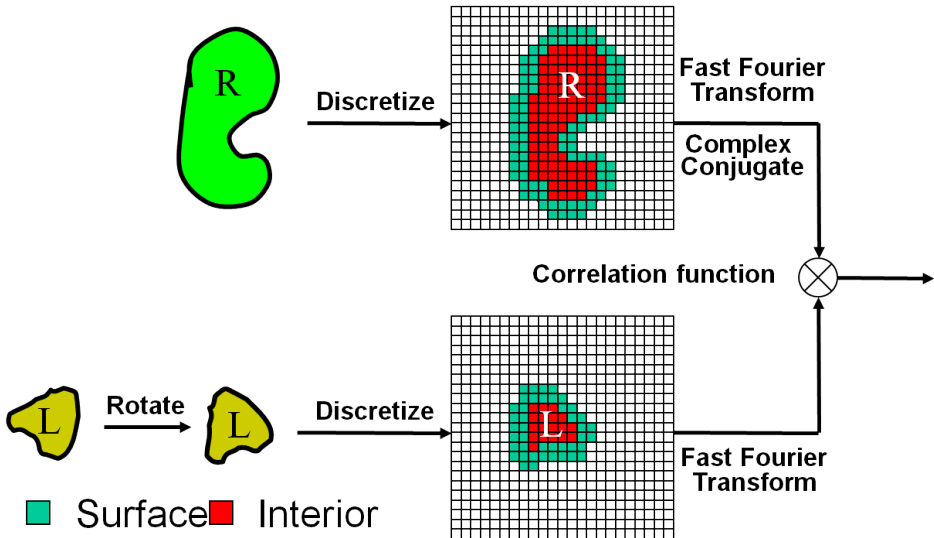 R
Discretize
R
Fast Fourier
Transform
Complex
Conjugate
Correlation function
L
Rotate
L
Discretize
L
Fast Fourier
Transform
Surface
Interior